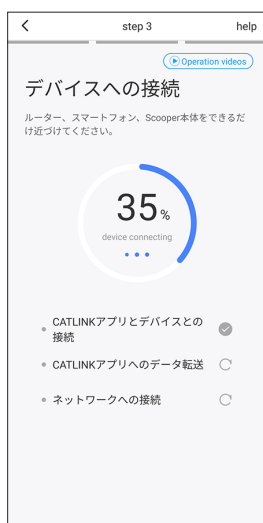 step 3
help
Operation videos
デバイスへの接続
ルーター、スマートフォン、Scooper本体をできるだ
け近づけてください。
35%
device connecting
CATLINKアプリとデバイスとの
接続
CATLINKアプリへのデータ転送
ネットワークへの接続